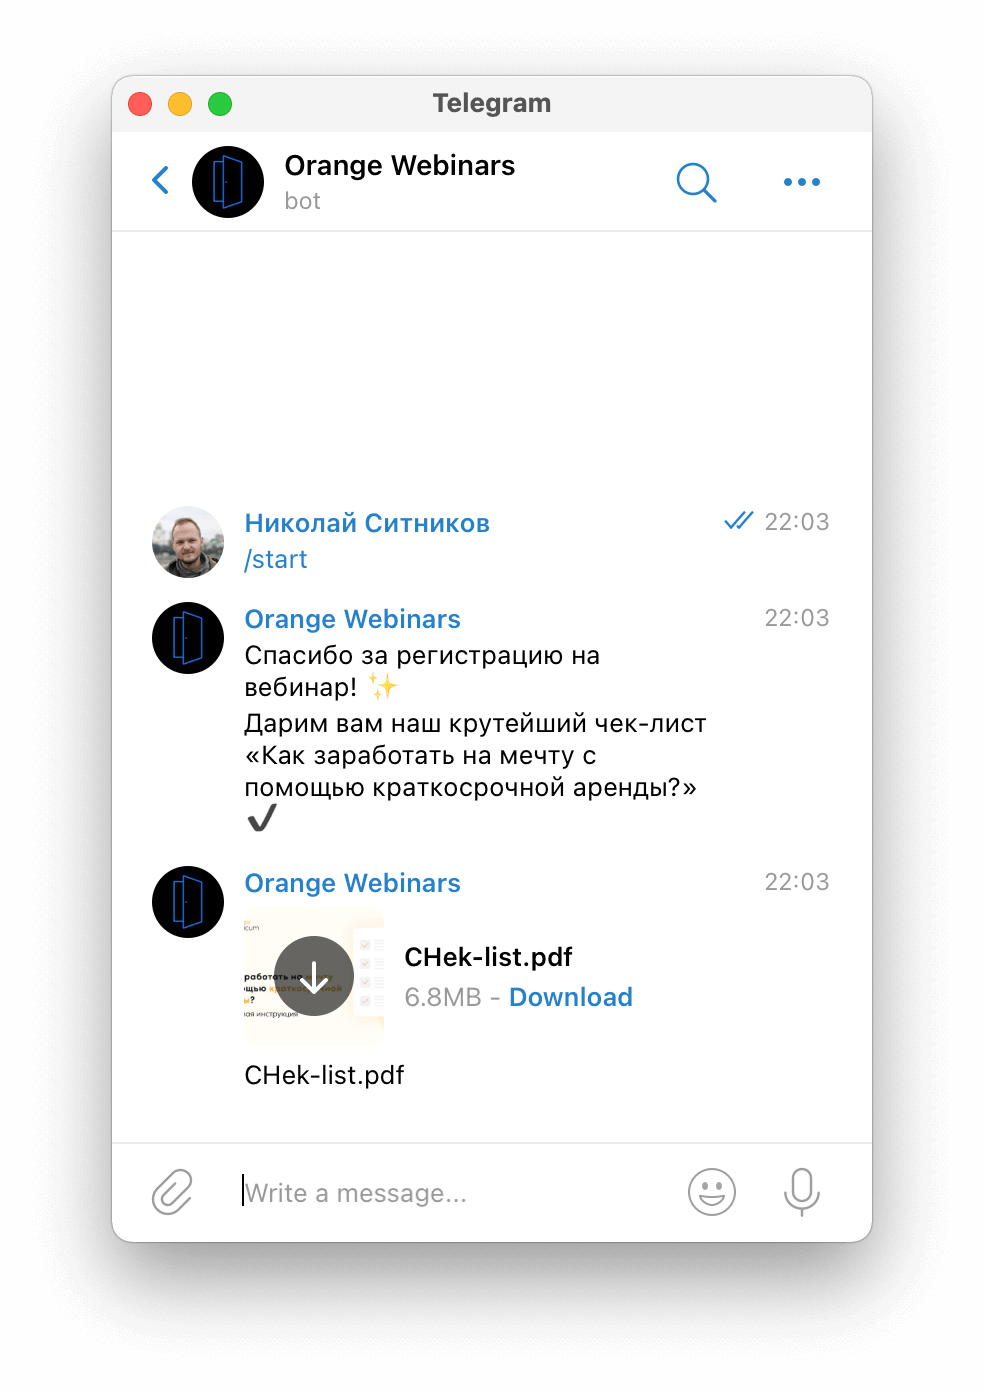 Telegram
Orange Webinars
bot
Николай Ситников
22:03
/start
Orange Webinars
22:03
Спасибо за регистрацию на
вебинар! ✨
Дарим вам наш крутейший чек-лист
«Как заработать на мечту с
помощью краткосрочной аренды?»
✔
Orange Webinars
22:03
CHek-list.pdf
6.8MB - Download
CHek-list.pdf
Write a message...